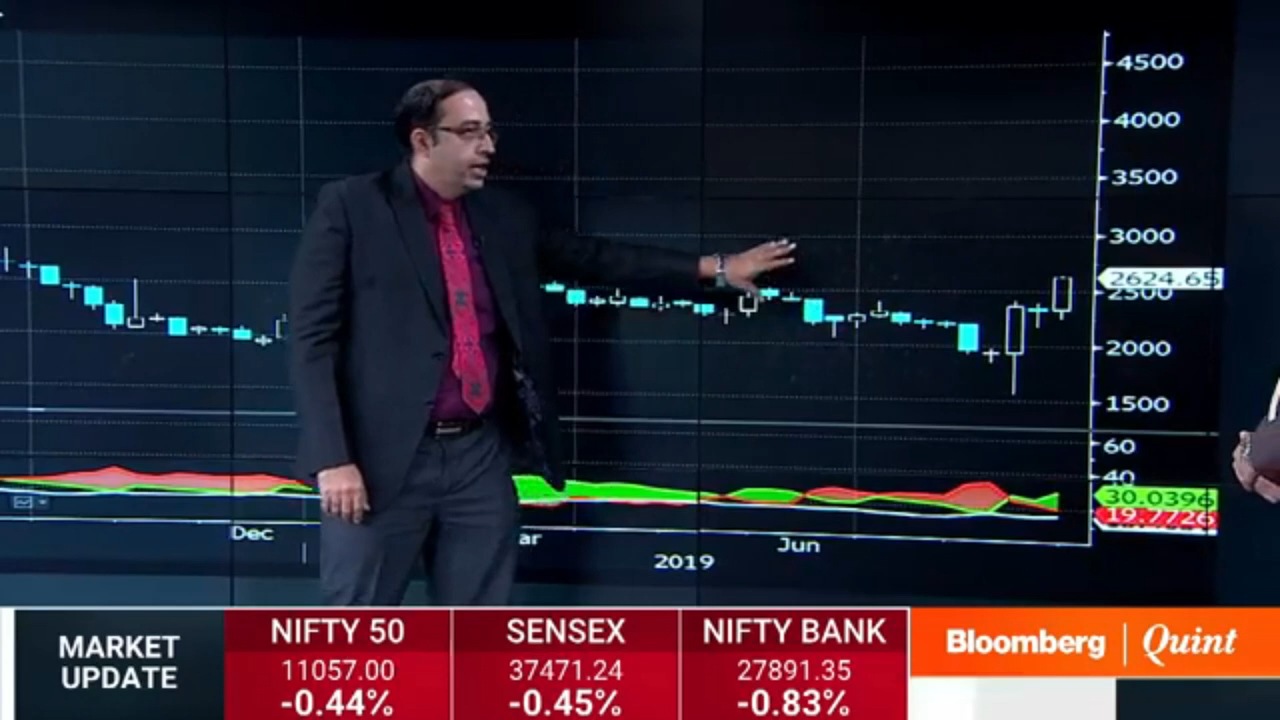 4500
4000
3500
3000
2624.65
2500
2000
1500
60
40
30.0396
19.7726
Dec
ar
Jun
2019
MARKET
UPDATE
NIFTY 50
11057.00
-0.44%
SENSEX
37471.24
-0.45%
NIFTY BANK
27891.35
-0.83%
Bloomberg | Quint